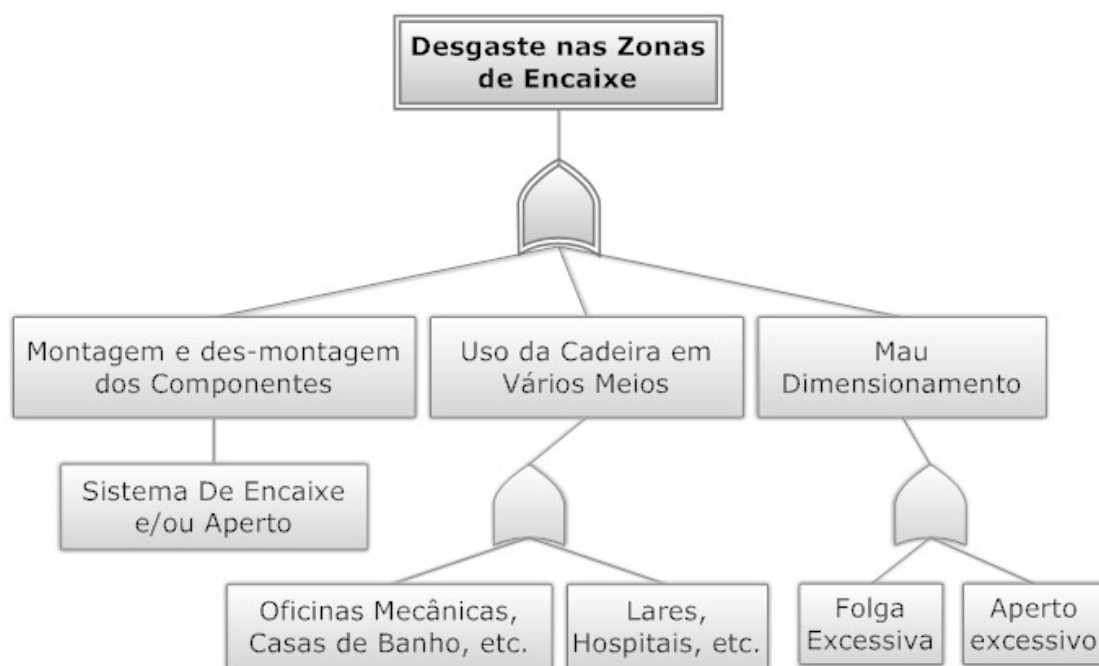 Desgaste nas Zonas
de Encaixe
Montagem e des-montagem
dos Componentes
Uso da Cadeira em
Vários Meios
Mau
Dimensionamento
Sistema De Encaixe
e/ou Aperto
Oficinas Mecânicas,
Casas de Banho, etc.
Lares,
Hospitais, etc.
Folga
Excessiva
Aperto
excessivo